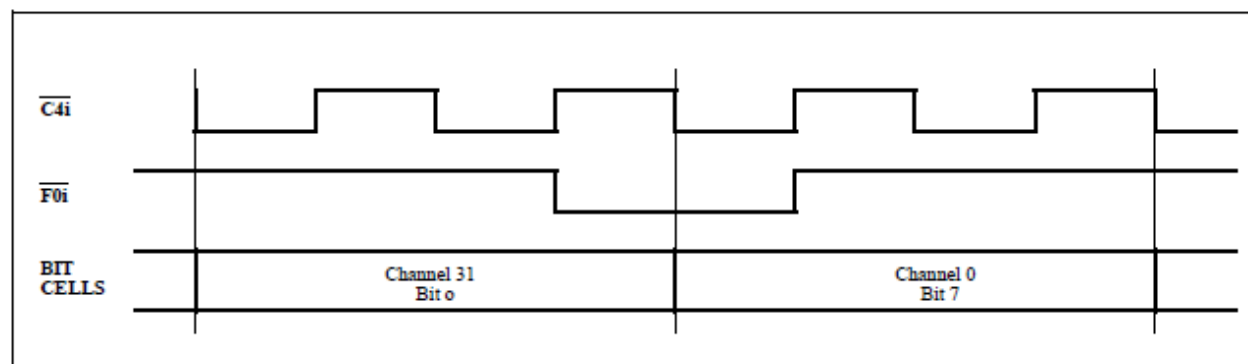 C4i
F0i
BIT
CELLS
Channel 31
Bit o
Channel 0
Bit 7